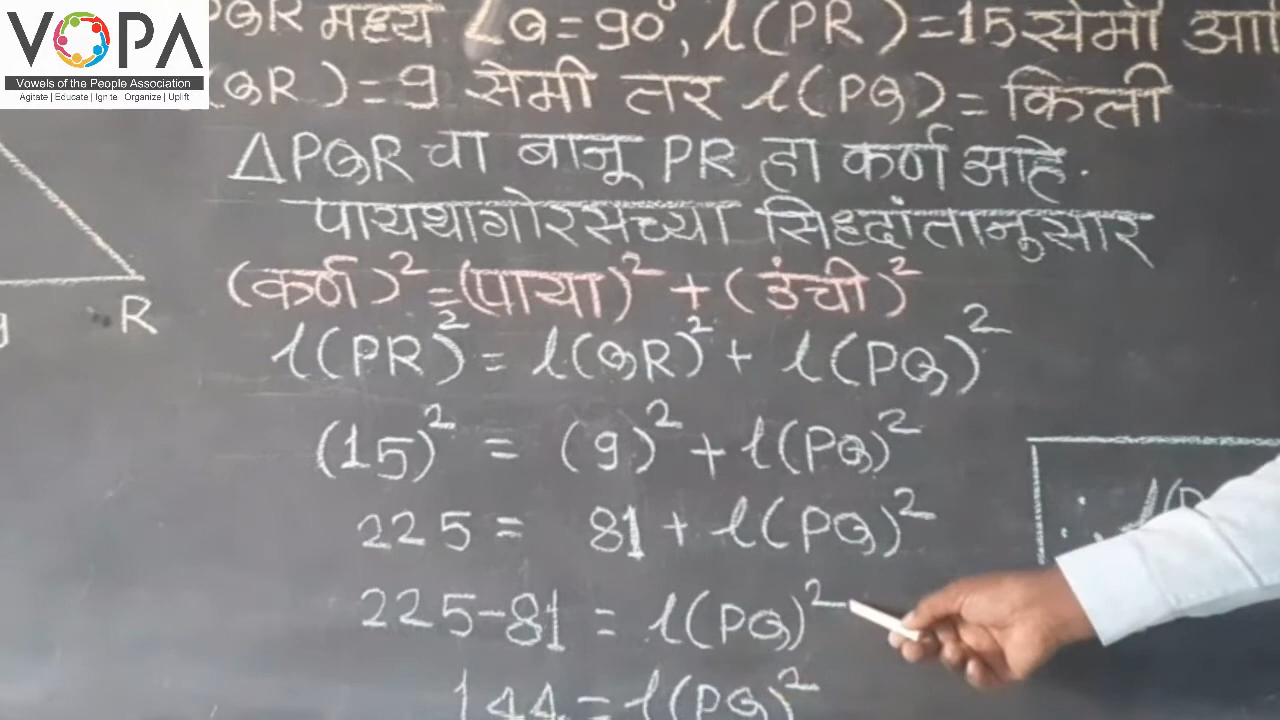 VOPA
Vowels of the People Association
Agitate | Educate | Ignite Organize | Uplift
PQR मध्ये ∠Q=90°, l(PR)=15सेमी
QR)=9 सेमी तर l(PQ)= किती
△PQR चा बाजू PR हा कर्ण आहे.
पायथागोरसच्या सिद्धांतानुसार
(कर्ण)²=(पाया)² + (उंची)²
l(PR)²= l(QR)²+ l(PQ)²
(15)² = (9)²+l(PQ)²
225= 81+l(PQ)²
225-81 = l(PQ)²
144=l(PQ)²
R